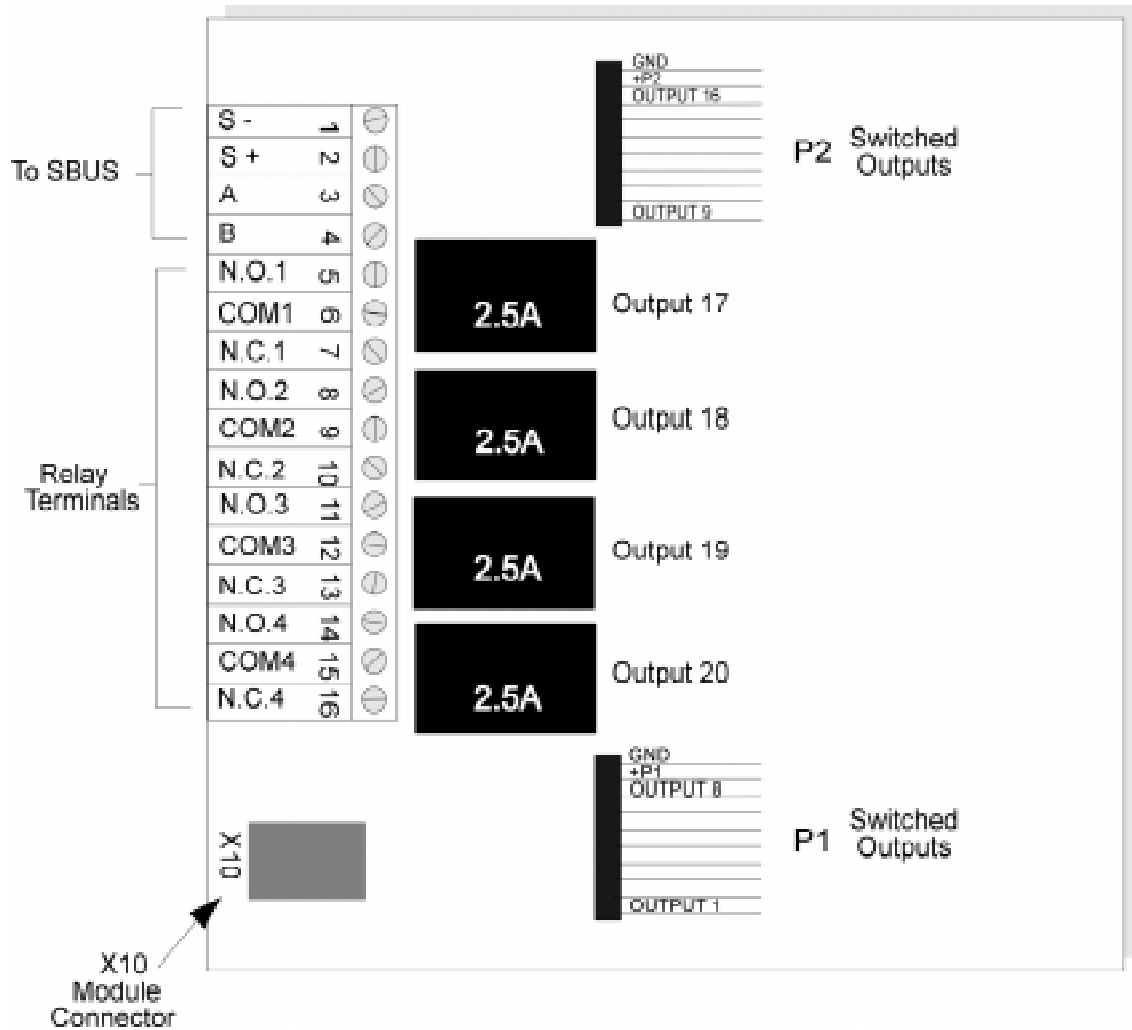 GND
+P2
OUTPUT 16
OUTPUT 9
P2
Switched
Outputs
To SBUS
S - 1
S + 2
A 3
B 4
N.O.1 5
COM1 6
N.C.1 7
N.O.2 8
COM2 9
N.C.2 10
N.O.3 11
COM3 12
N.C.3 13
N.O.4 14
COM4 15
N.C.4 16
Relay
Terminals
2.5A
Output 17
2.5A
Output 18
2.5A
Output 19
2.5A
Output 20
GND
+P1
OUTPUT 8
OUTPUT 1
P1
Switched
Outputs
X10
X10
Module
Connector